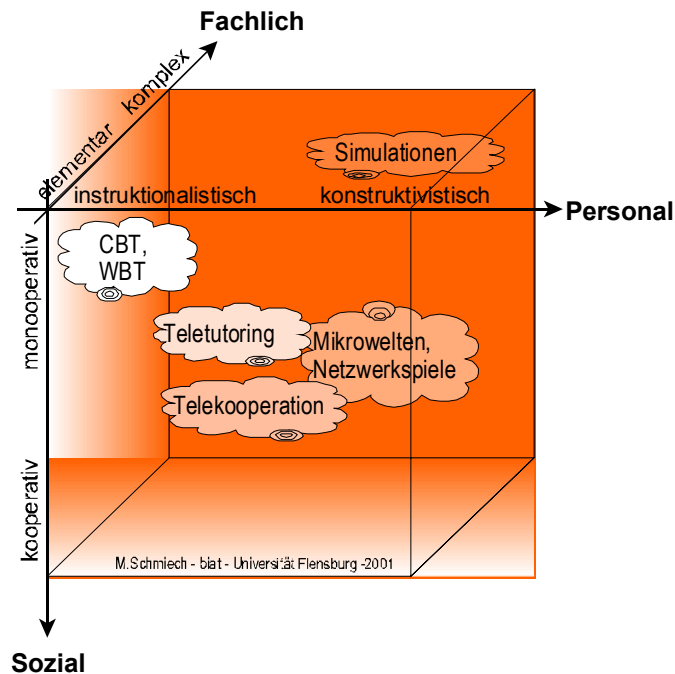 Fachlich
komplex
elementar
Simulationen
instruktionalistisch
konstruktivistisch
Personal
CBT,
WBT
monooperativ
Teletutoring
Mikrowelten,
Netzwerkspiele
Telekooperation
kooperativ
M.Schmiech - biat - Universität Flensburg -2001
Sozial